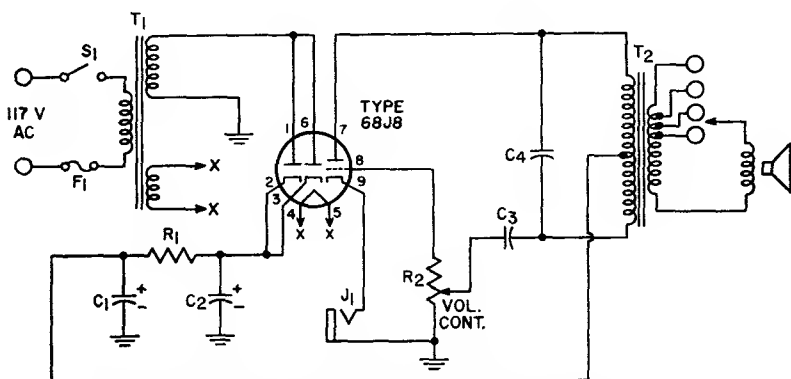 T1
T2
S1
117 V
AC
F1
X
X
TYPE
68J8
1
6
7
2
3
4
5
8
9
X
X
C4
C3
R1
C1
+
-
C2
+
-
J1
R2
VOL.
CONT.